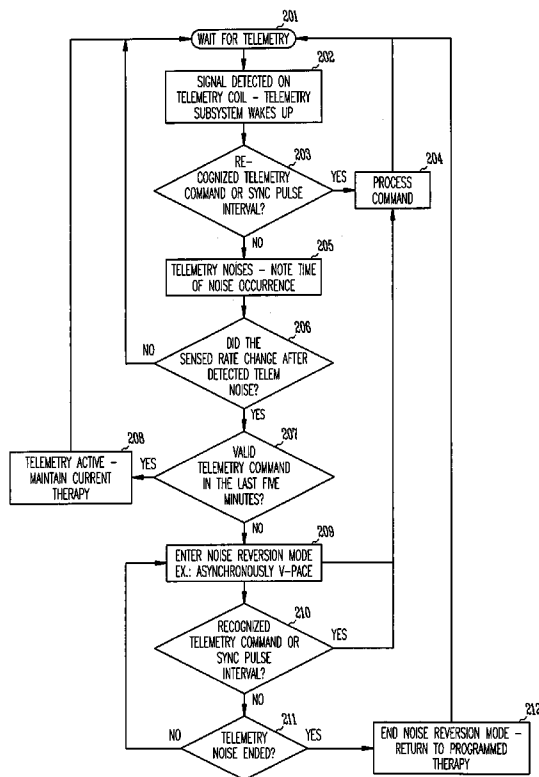 201
WAIT FOR TELEMETRY
202
SIGNAL DETECTED ON
TELEMETRY COIL - TELEMETRY
SUBSYSTEM WAKES UP
203
RE-
COGNIZED TELEMETRY
COMMAND OR SYNC PULSE
INTERVAL?
YES
204
PROCESS
COMMAND
NO
205
TELEMETRY NOISES - NOTE TIME
OF NOISE OCCURRENCE
206
DID THE
SENSED RATE CHANGE AFTER
DETECTED TELEM
NOISE?
NO
YES
207
VALID
TELEMETRY COMMAND
IN THE LAST FIVE
MINUTES?
YES
208
TELEMETRY ACTIVE -
MAINTAIN CURRENT
THERAPY
NO
209
ENTER NOISE REVERSION MODE
EX.: ASYNCHRONOUSLY V-PACE
210
RECOGNIZED
TELEMETRY COMMAND OR
SYNC PULSE
INTERVAL?
YES
NO
211
TELEMETRY
NOISE ENDED?
NO
YES
212
END NOISE REVERSION MODE -
RETURN TO PROGRAMMED
THERAPY